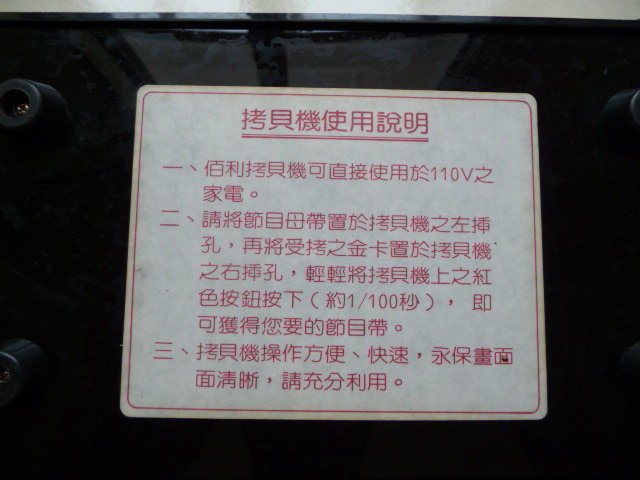 拷貝機使用說明
一、佰利拷貝機可直接使用於110V之
家電。
二、請將節目母帶置於拷貝機之左挿
孔，再將受拷之金卡置於拷貝機
之右挿孔，輕輕將拷貝機上之紅
色按鈕按下（約1/100秒），即
可獲得您要的節目帶。
三、拷貝機操作方便、快速，永保畫面
面清晰，請充分利用。